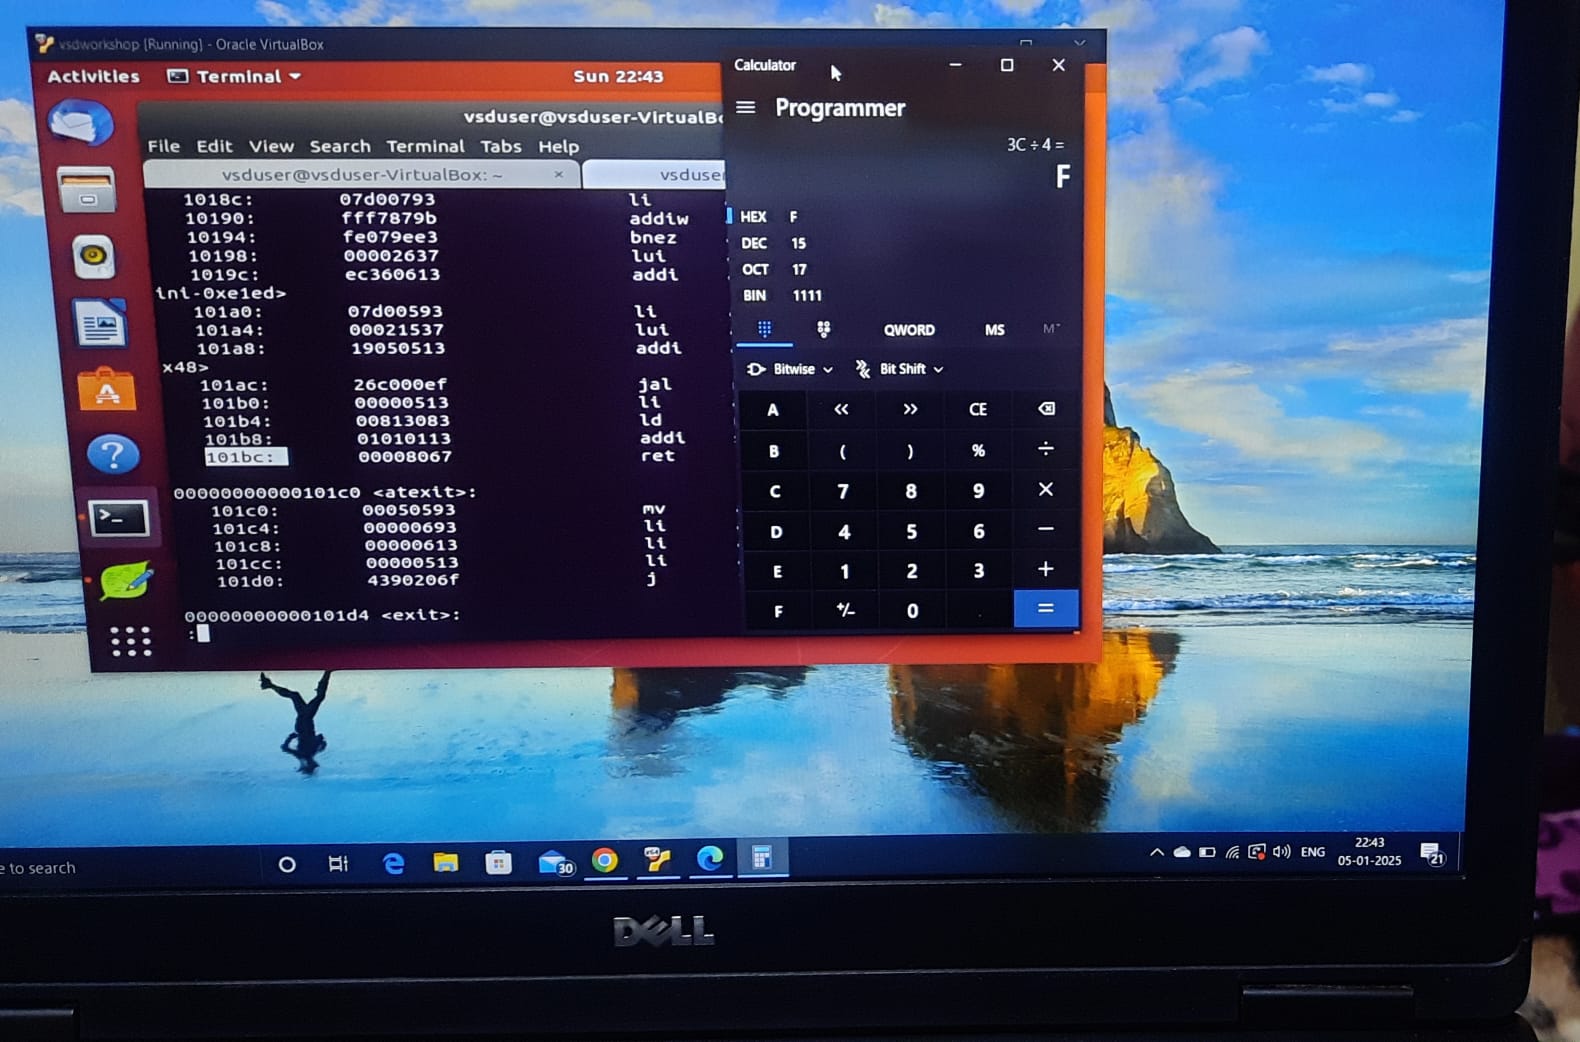 vsdworkshop [Running] - Oracle VirtualBox
Activities Terminal Sun 22:43
vsduser@vsduser-VirtualBo
File Edit View Search Terminal Tabs Help
vsduser@vsduser-VirtualBox: ~ × vsduser
1018c: 07d00793 li
10190: fff7879b addiw
10194: fe079ee3 bnez
10198: 00002637 lui
1019c: ec360613 addi
ini-0xe1ed>
101a0: 07d00593 li
101a4: 00021537 lui
101a8: 19050513 addi
x48>
101ac: 26c000ef jal
101b0: 00000513 li
101b4: 00813083 ld
101b8: 01010113 addi
101bc: 00008067 ret
00000000000101c0 <atexit>:
101c0: 00050593 mv
101c4: 00000693 li
101c8: 00000613 li
101cc: 00000513 li
101d0: 4390206f j
00000000000101d4 <exit>:
:
Calculator
Programmer
3C ÷ 4 =
F
HEX F
DEC 15
OCT 17
BIN 1111
QWORD MS
Bitwise Bit Shift
A << >> CE
B ( ) % ÷
C 7 8 9 ×
D 4 5 6 −
E 1 2 3 +
F +/- 0 . =
e to search
30
ENG
22:43
05-01-2025
21
DELL